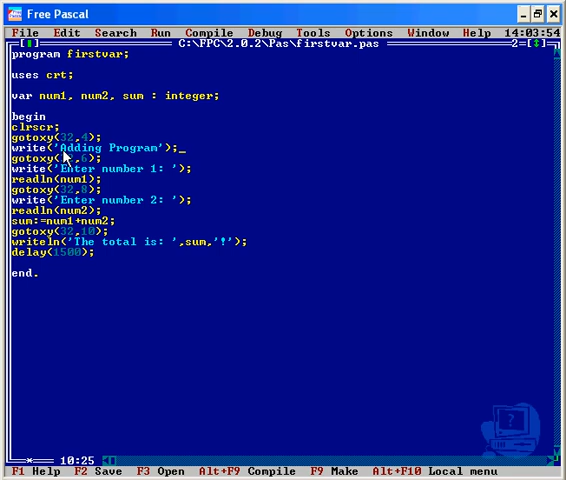 Free Pascal
File Edit Search Run Compile Debug Tools Options Window Help 14:03:54
C:\FPC\2.0.2\Pas\firstvar.pas 2=[↕]
program firstvar;
uses crt;
var num1, num2, sum : integer;
begin
clrscr;
gotoxy(32,4);
write('Adding Program');_
gotoxy(32,6);
write('Enter number 1: ');
readln(num1);
gotoxy(32,8);
write('Enter number 2: ');
readln(num2);
sum:=num1+num2;
gotoxy(32,10);
writeln('The total is: ',sum,'!');
delay(1500);
end.
* 10:25
F1 Help F2 Save F3 Open Alt+F9 Compile F9 Make Alt+F10 Local menu